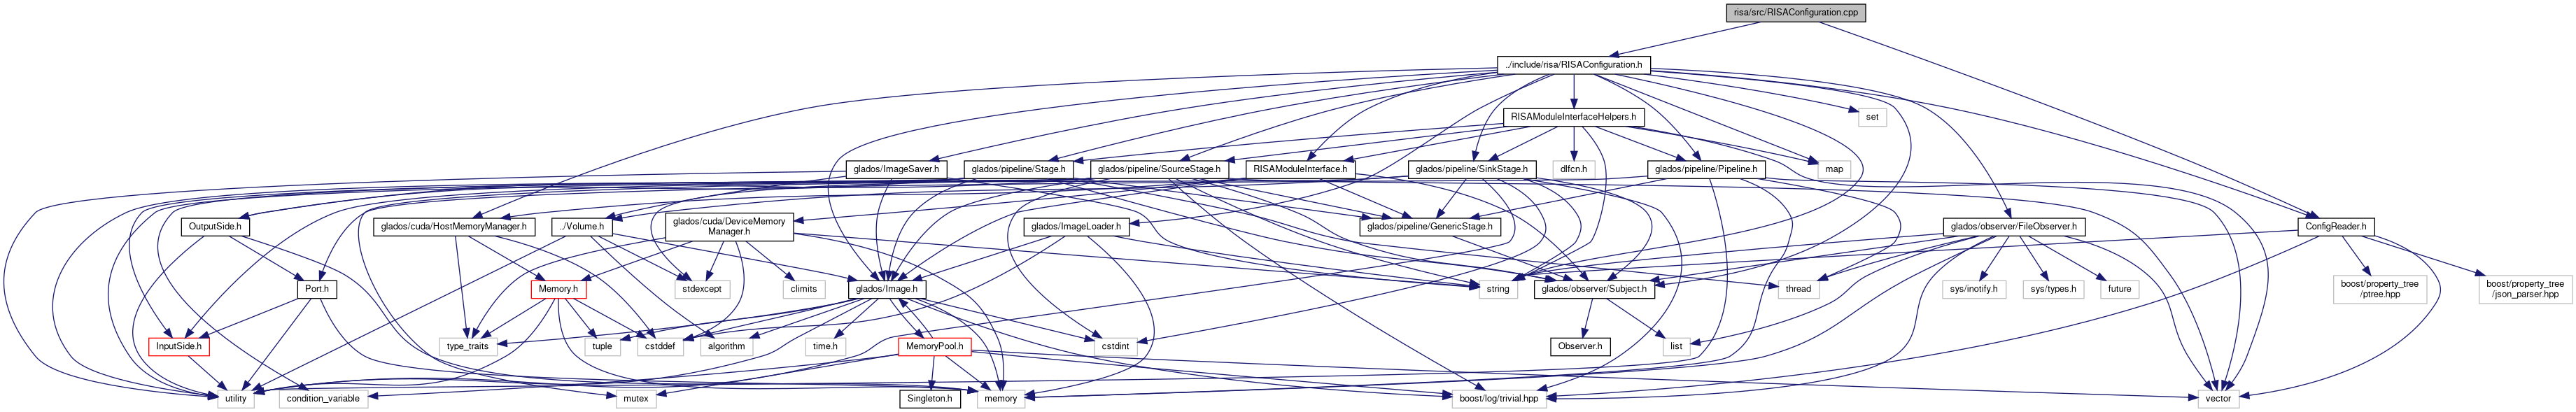 risa/src/RISAConfiguration.cpp
../include/risa/RISAConfiguration.h
RISAModuleInterfaceHelpers.h
set
glados/ImageSaver.h
glados/pipeline/Stage.h
glados/pipeline/SourceStage.h
RISAModuleInterface.h
glados/pipeline/SinkStage.h
dlfcn.h
glados/pipeline/Pipeline.h
map
OutputSide.h
glados/cuda/HostMemoryManager.h
../Volume.h
glados/cuda/DeviceMemory
Manager.h
glados/ImageLoader.h
glados/pipeline/GenericStage.h
glados/observer/FileObserver.h
ConfigReader.h
Port.h
Memory.h
stdexcept
climits
glados/Image.h
string
glados/observer/Subject.h
thread
sys/inotify.h
sys/types.h
future
boost/property_tree
/ptree.hpp
boost/property_tree
/json_parser.hpp
InputSide.h
type_traits
tuple
cstddef
algorithm
time.h
MemoryPool.h
cstdint
Observer.h
list
utility
condition_variable
mutex
Singleton.h
memory
boost/log/trivial.hpp
vector